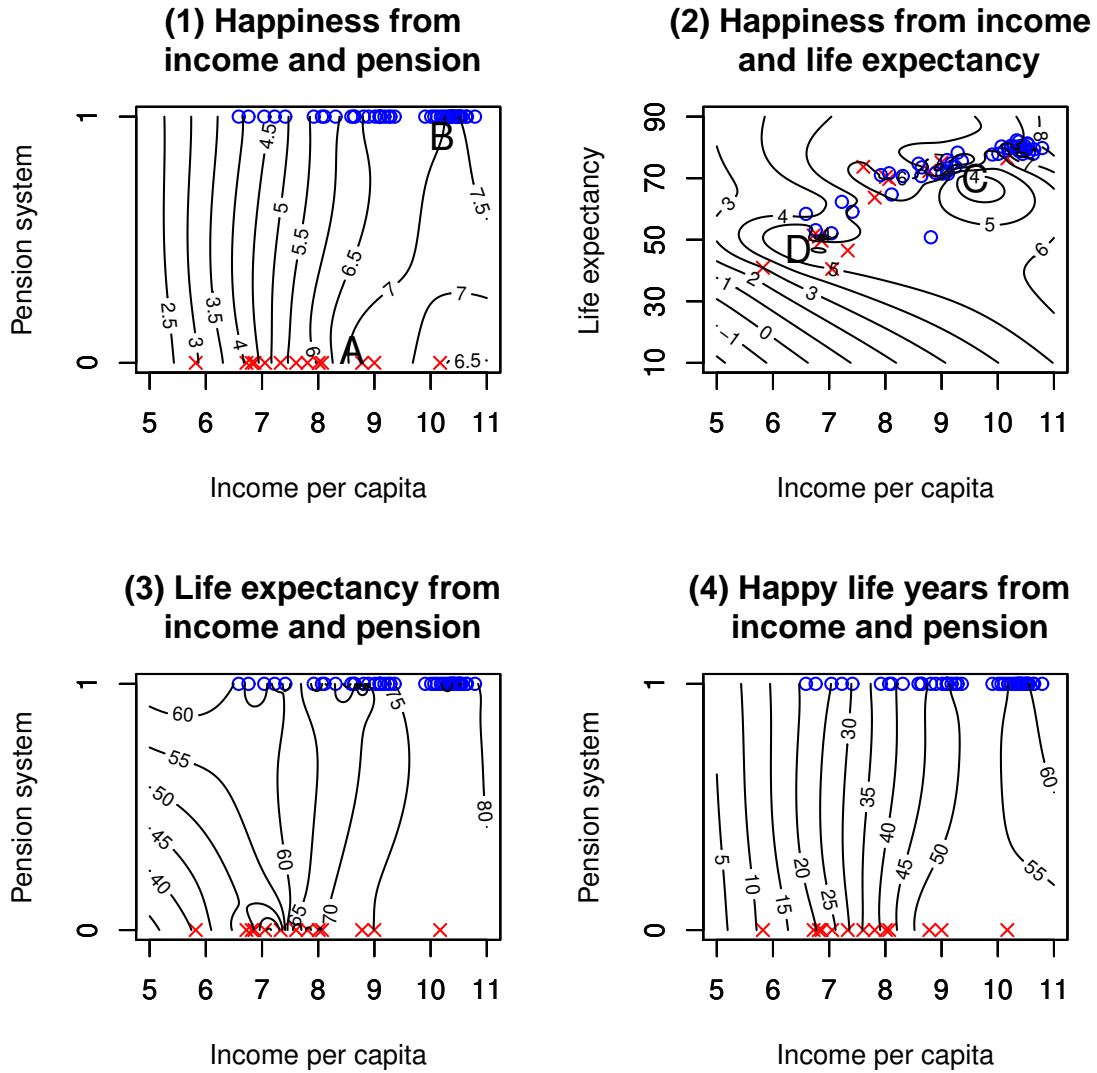 (1) Happiness from
income and pension
Pension system
1
0
2.5
3
3.5
4
4.5
5
5.5
6
6.5
7
7
7.5
6.5
A
B
5 6 7 8 9 10 11
Income per capita
(2) Happiness from income
and life expectancy
Life expectancy
90
70
50
30
10
3
4
2
1
-1
0
3
5
6
4
5
6
8
C
D
5 6 7 8 9 10 11
Income per capita
(3) Life expectancy from
income and pension
Pension system
1
0
60
55
50
45
40
60
65
70
75
80
5 6 7 8 9 10 11
Income per capita
(4) Happy life years from
income and pension
Pension system
1
0
5
10
15
20
25
30
35
40
45
50
55
60
5 6 7 8 9 10 11
Income per capita